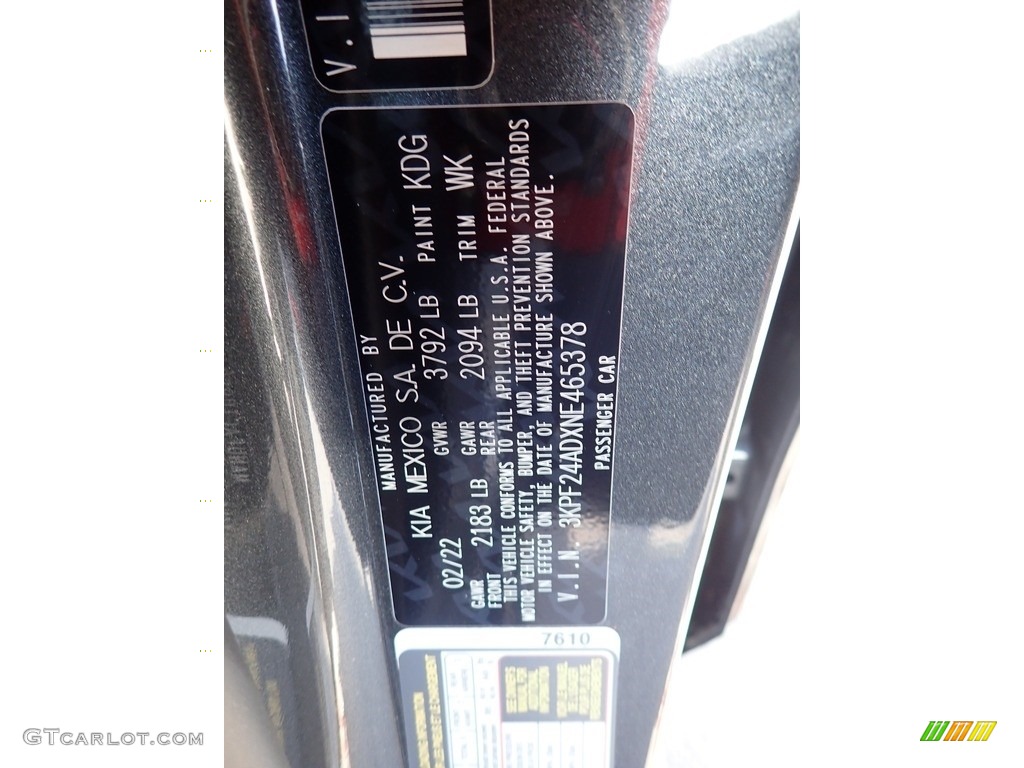 V.I
MANUFACTURED BY
KIA MEXICO S.A. DE C.V.
02/22 GVWR 3792 LB PAINT KDG
GAWR FRONT 2183 LB GAWR REAR 2094 LB TRIM WK
THIS VEHICLE CONFORMS TO ALL APPLICABLE U.S.A. FEDERAL
MOTOR VEHICLE SAFETY, BUMPER, AND THEFT PREVENTION STANDARDS
IN EFFECT ON THE DATE OF MANUFACTURE SHOWN ABOVE.
V.I.N. 3KPF24ADXNE465378
PASSENGER CAR
7610
GTCARLOT.COM